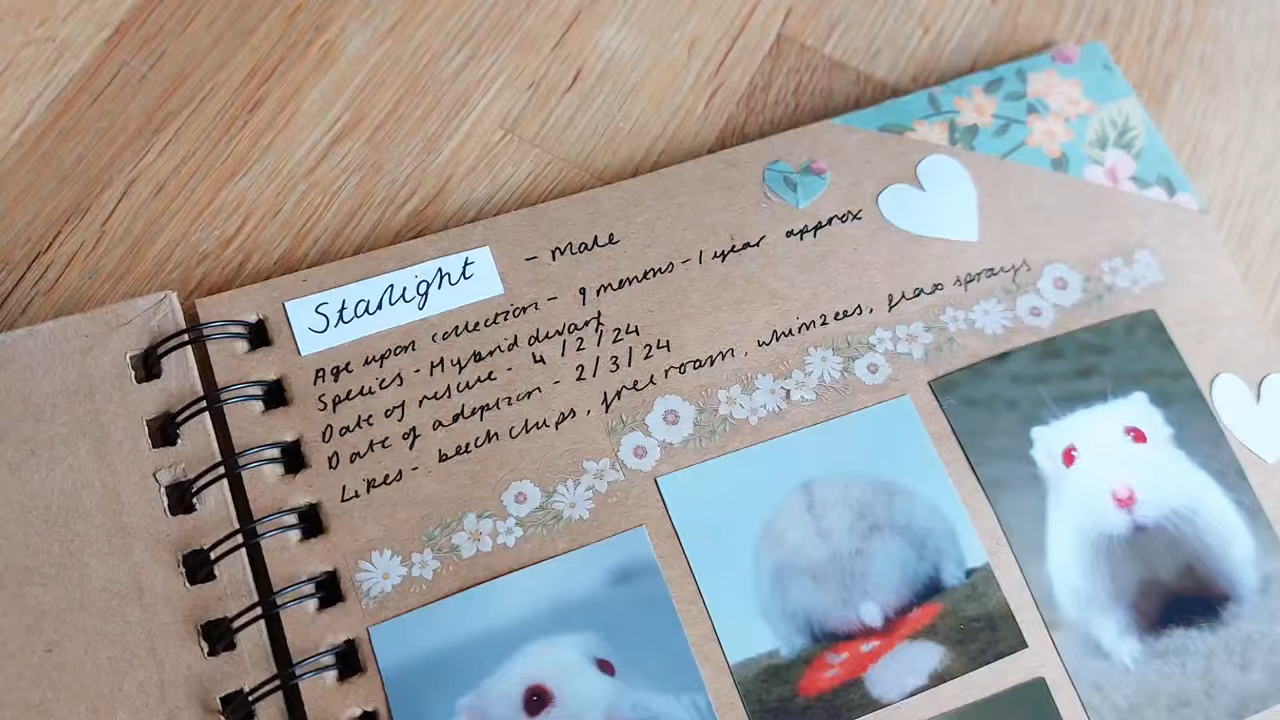 Starlight - Male
Age upon collection - 9 months - 1 year approx
Species - Hybrid dwarf
Date of rescue - 4/2/24
Date of adoption - 2/3/24
Likes - beech chips, free roam, whimzees, flax sprays